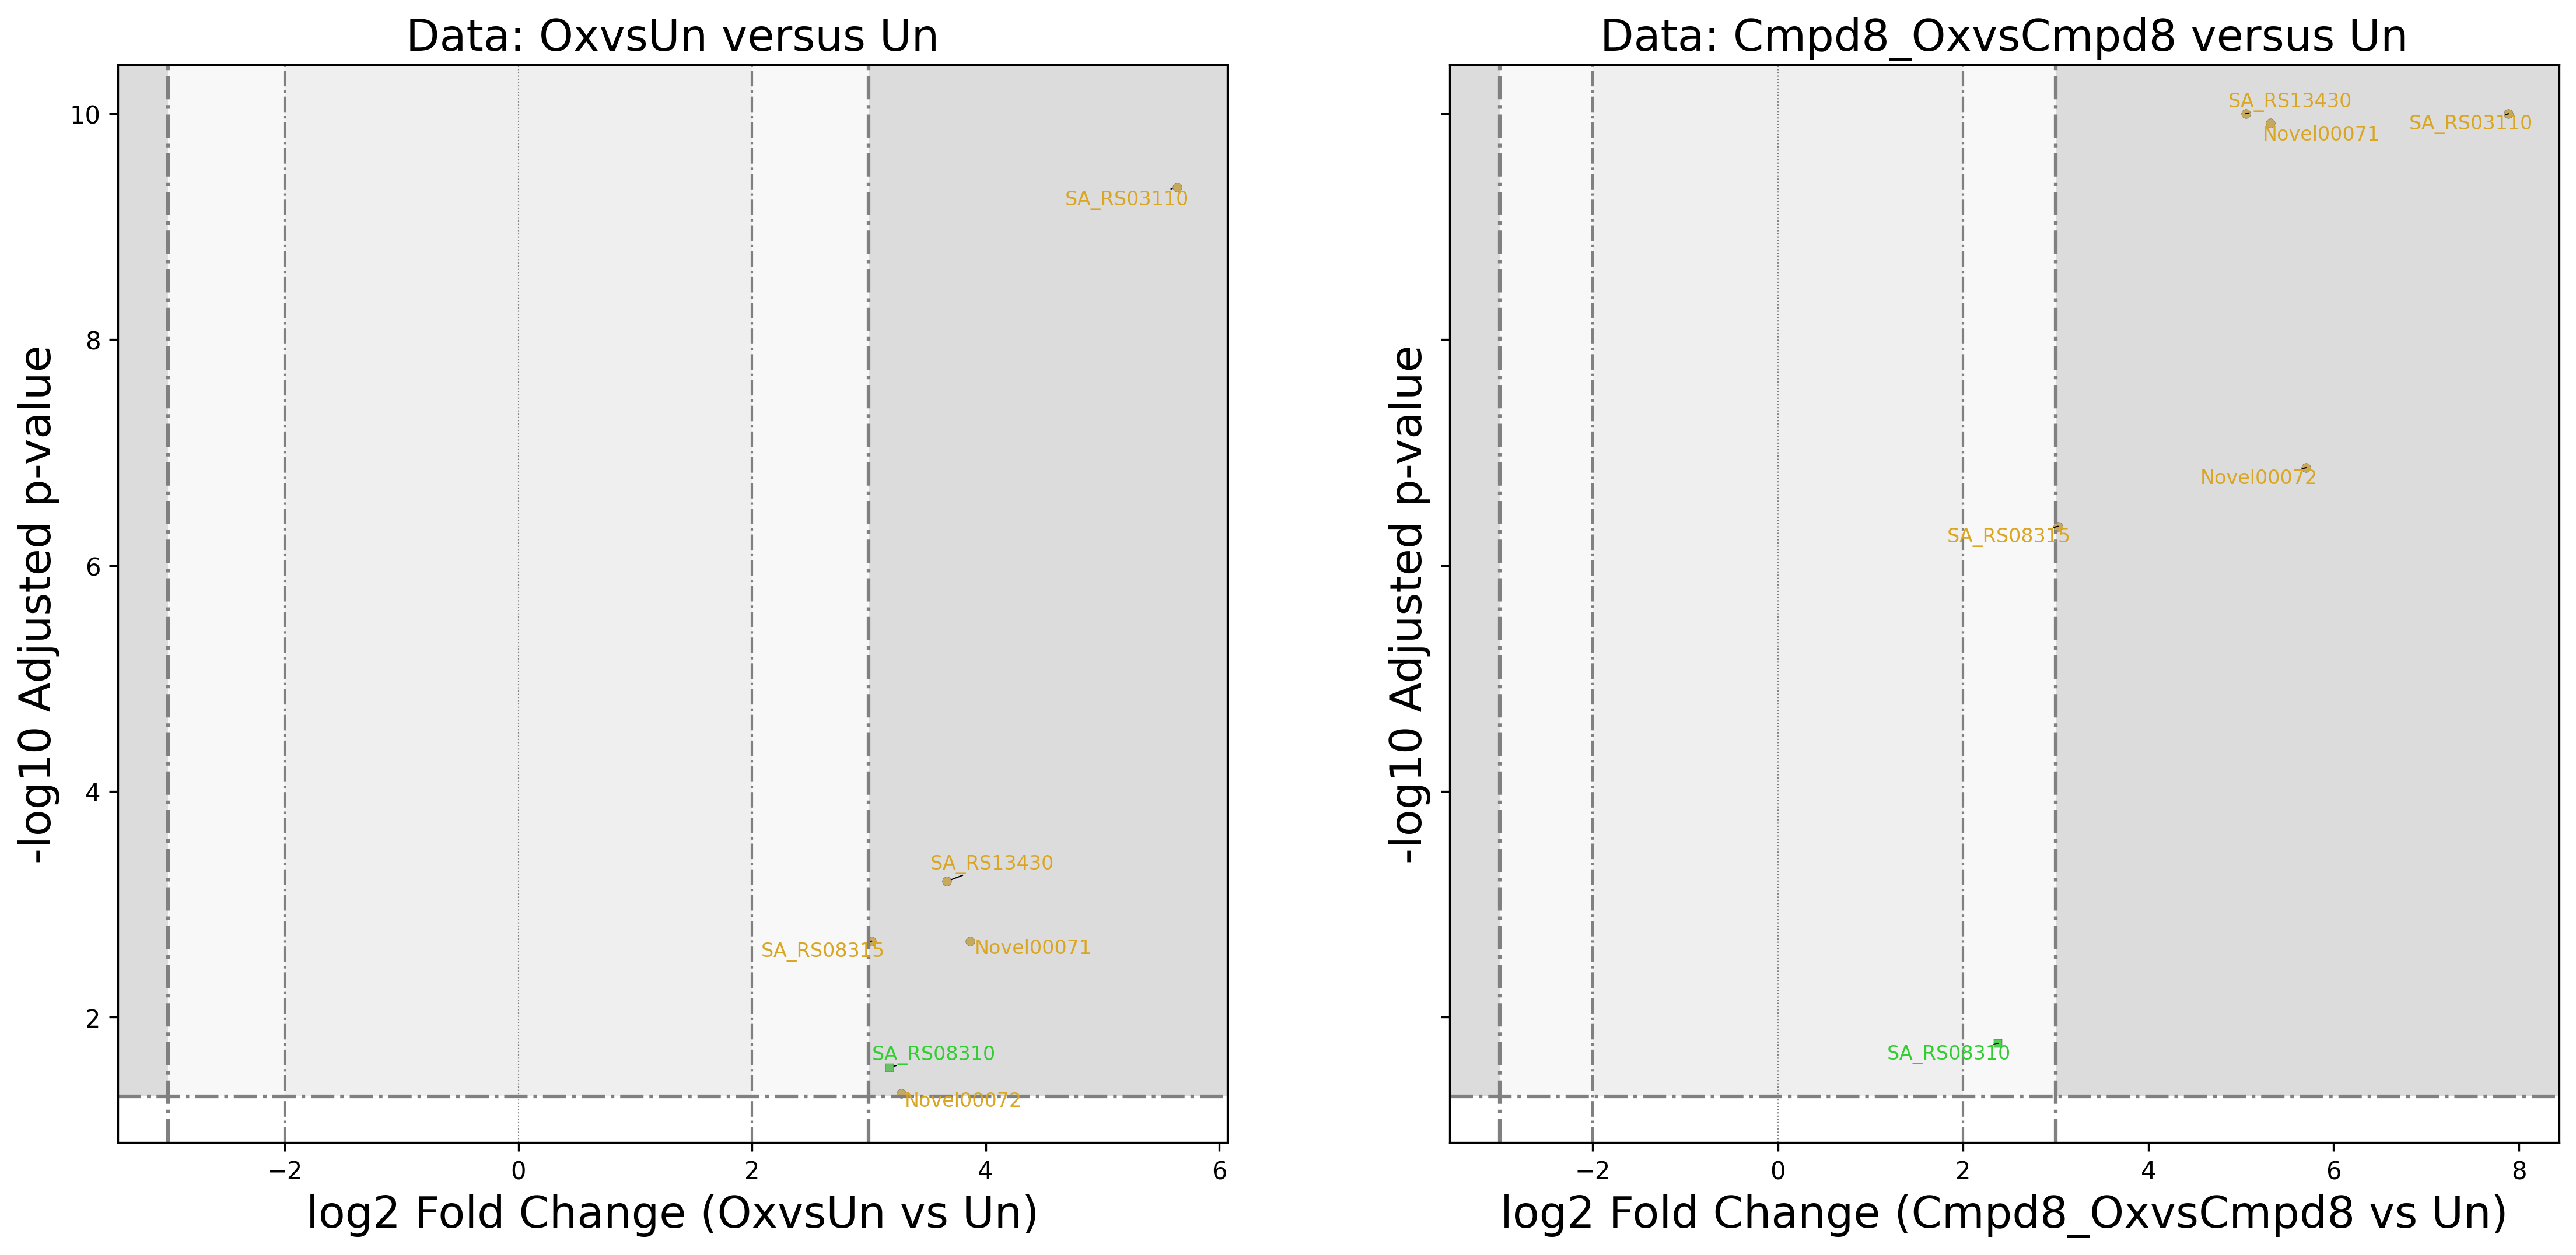 Data: OxvsUn versus Un
-log10 Adjusted p-value
10
8
6
4
2
SA_RS03110
SA_RS13430
SA_RS08315
Novel00071
SA_RS08310
Novel00072
−2
0
2
4
6
log2 Fold Change (OxvsUn vs Un)
Data: Cmpd8_OxvsCmpd8 versus Un
-log10 Adjusted p-value
SA_RS13430
SA_RS03110
Novel00071
Novel00072
SA_RS08315
SA_RS08310
−2
0
2
4
6
8
log2 Fold Change (Cmpd8_OxvsCmpd8 vs Un)